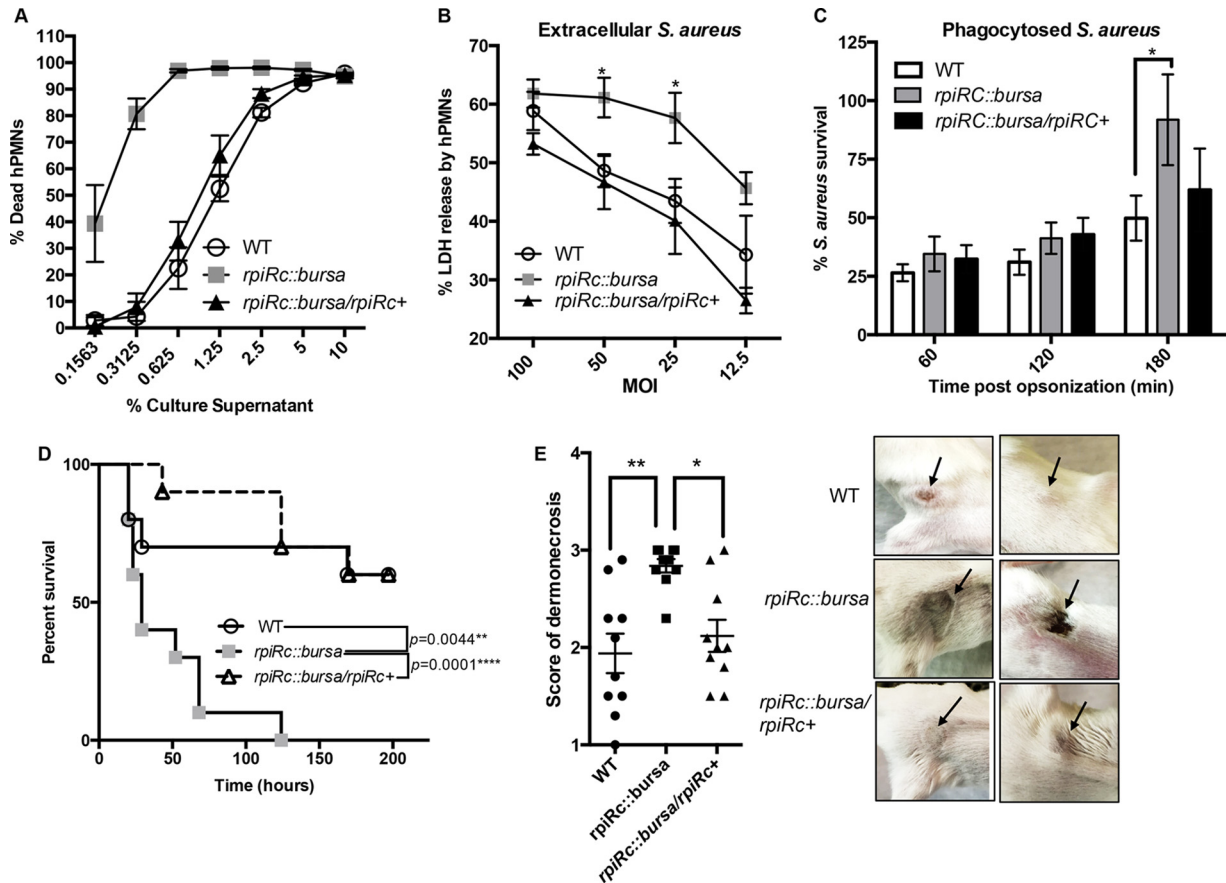 A
110
100
90
80
70
60
50
40
30
20
10
0
% Dead hPMNs
WT
rpiRc::bursa
rpiRc::bursa/rpiRc+
0.1563
0.3125
0.625
1.25
2.5
5
10
% Culture Supernatant
B
Extracellular S. aureus
70
60
50
40
30
20
% LDH release by hPMNs
*
*
WT
rpiRc::bursa
rpiRc::bursa/rpiRc+
100
50
25
12.5
MOI
C
Phagocytosed S. aureus
125
100
75
50
25
0
% S. aureus survival
WT
rpiRC::bursa
rpiRC::bursa/rpiRC+
*
60
120
180
Time post opsonization (min)
D
100
50
0
Percent survival
WT
rpiRc::bursa
rpiRc::bursa/rpiRc+
p=0.0044**
p=0.0001****
0
50
100
150
200
Time (hours)
E
4
3
2
1
Score of dermonecrosis
**
*
WT
rpiRc::bursa
rpiRc::bursa/rpiRc+
WT
rpiRc::bursa
rpiRc::bursa/
rpiRc+